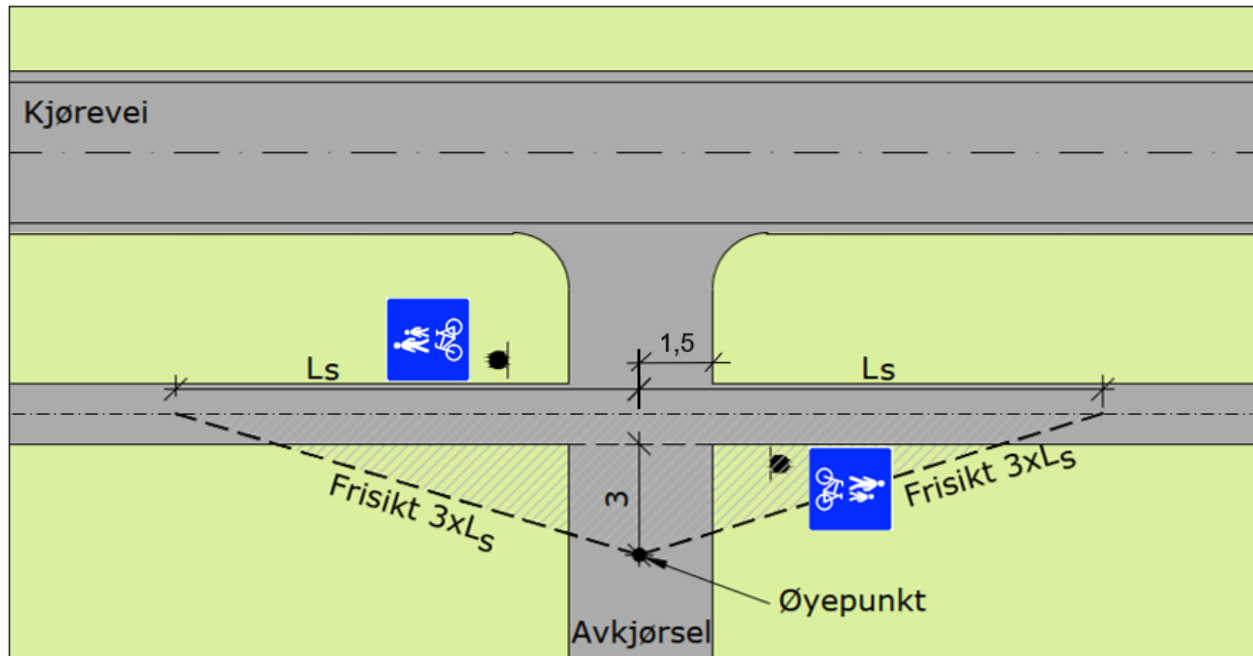 Kjørevei
1,5
Ls
Ls
Frisikt 3xLs
3
Frisikt 3xLs
Øyepunkt
Avkjørsel